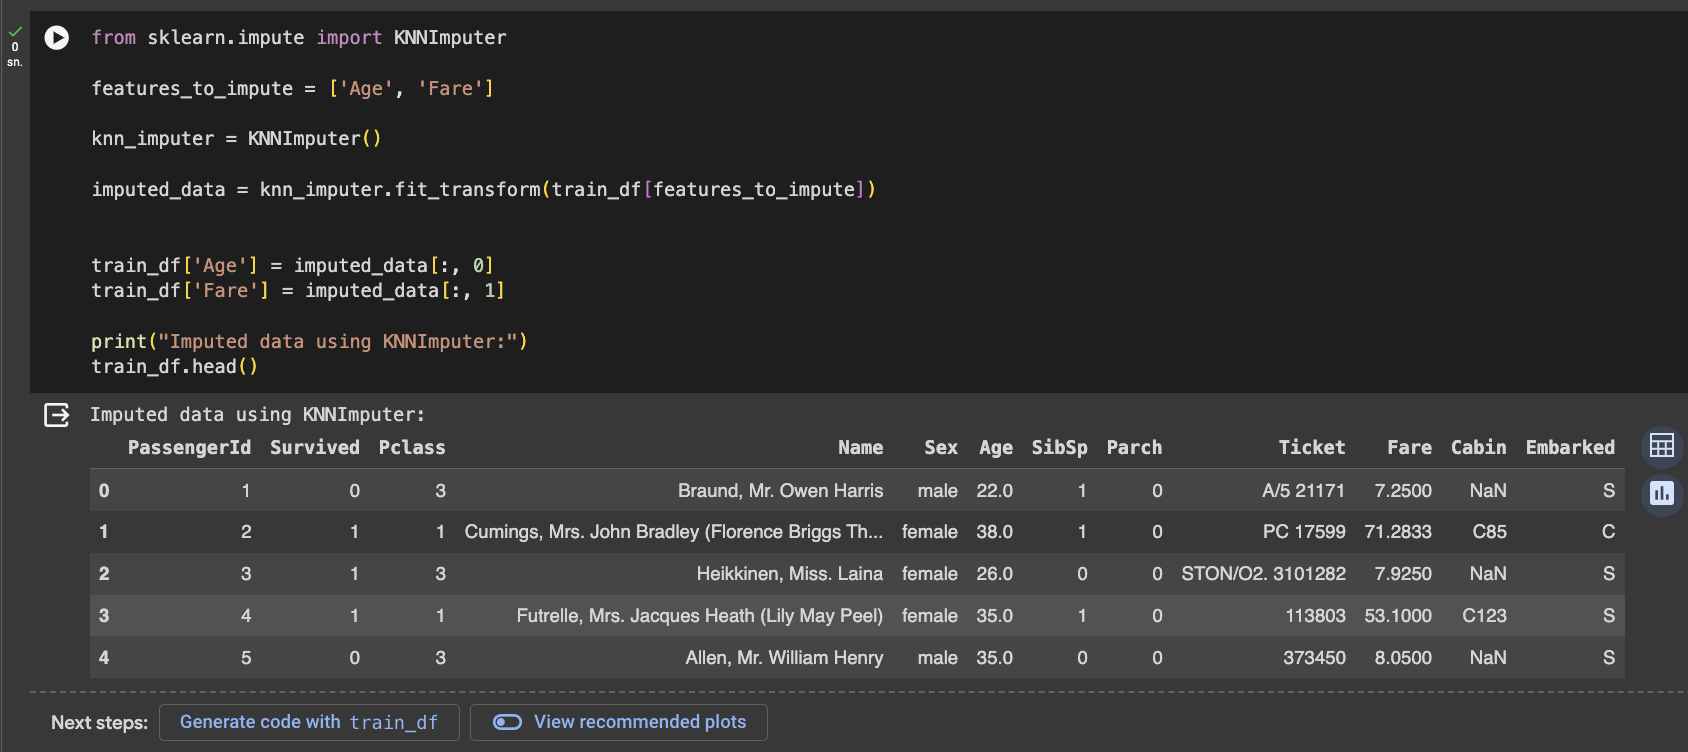 0
sn.
from sklearn.impute import KNNImputer
features_to_impute = ['Age', 'Fare']
knn_imputer = KNNImputer()
imputed_data = knn_imputer.fit_transform(train_df[features_to_impute])
train_df['Age'] = imputed_data[:, 0]
train_df['Fare'] = imputed_data[:, 1]
print("Imputed data using KNNImputer:")
train_df.head()
Imputed data using KNNImputer:
PassengerId Survived Pclass Name Sex Age SibSp Parch Ticket Fare Cabin Embarked
0 1 0 3 Braund, Mr. Owen Harris male 22.0 1 0 A/5 21171 7.2500 NaN S
1 2 1 1 Cumings, Mrs. John Bradley (Florence Briggs Th... female 38.0 1 0 PC 17599 71.2833 C85 C
2 3 1 3 Heikkinen, Miss. Laina female 26.0 0 0 STON/O2. 3101282 7.9250 NaN S
3 4 1 1 Futrelle, Mrs. Jacques Heath (Lily May Peel) female 35.0 1 0 113803 53.1000 C123 S
4 5 0 3 Allen, Mr. William Henry male 35.0 0 0 373450 8.0500 NaN S
Next steps: Generate code with train_df View recommended plots